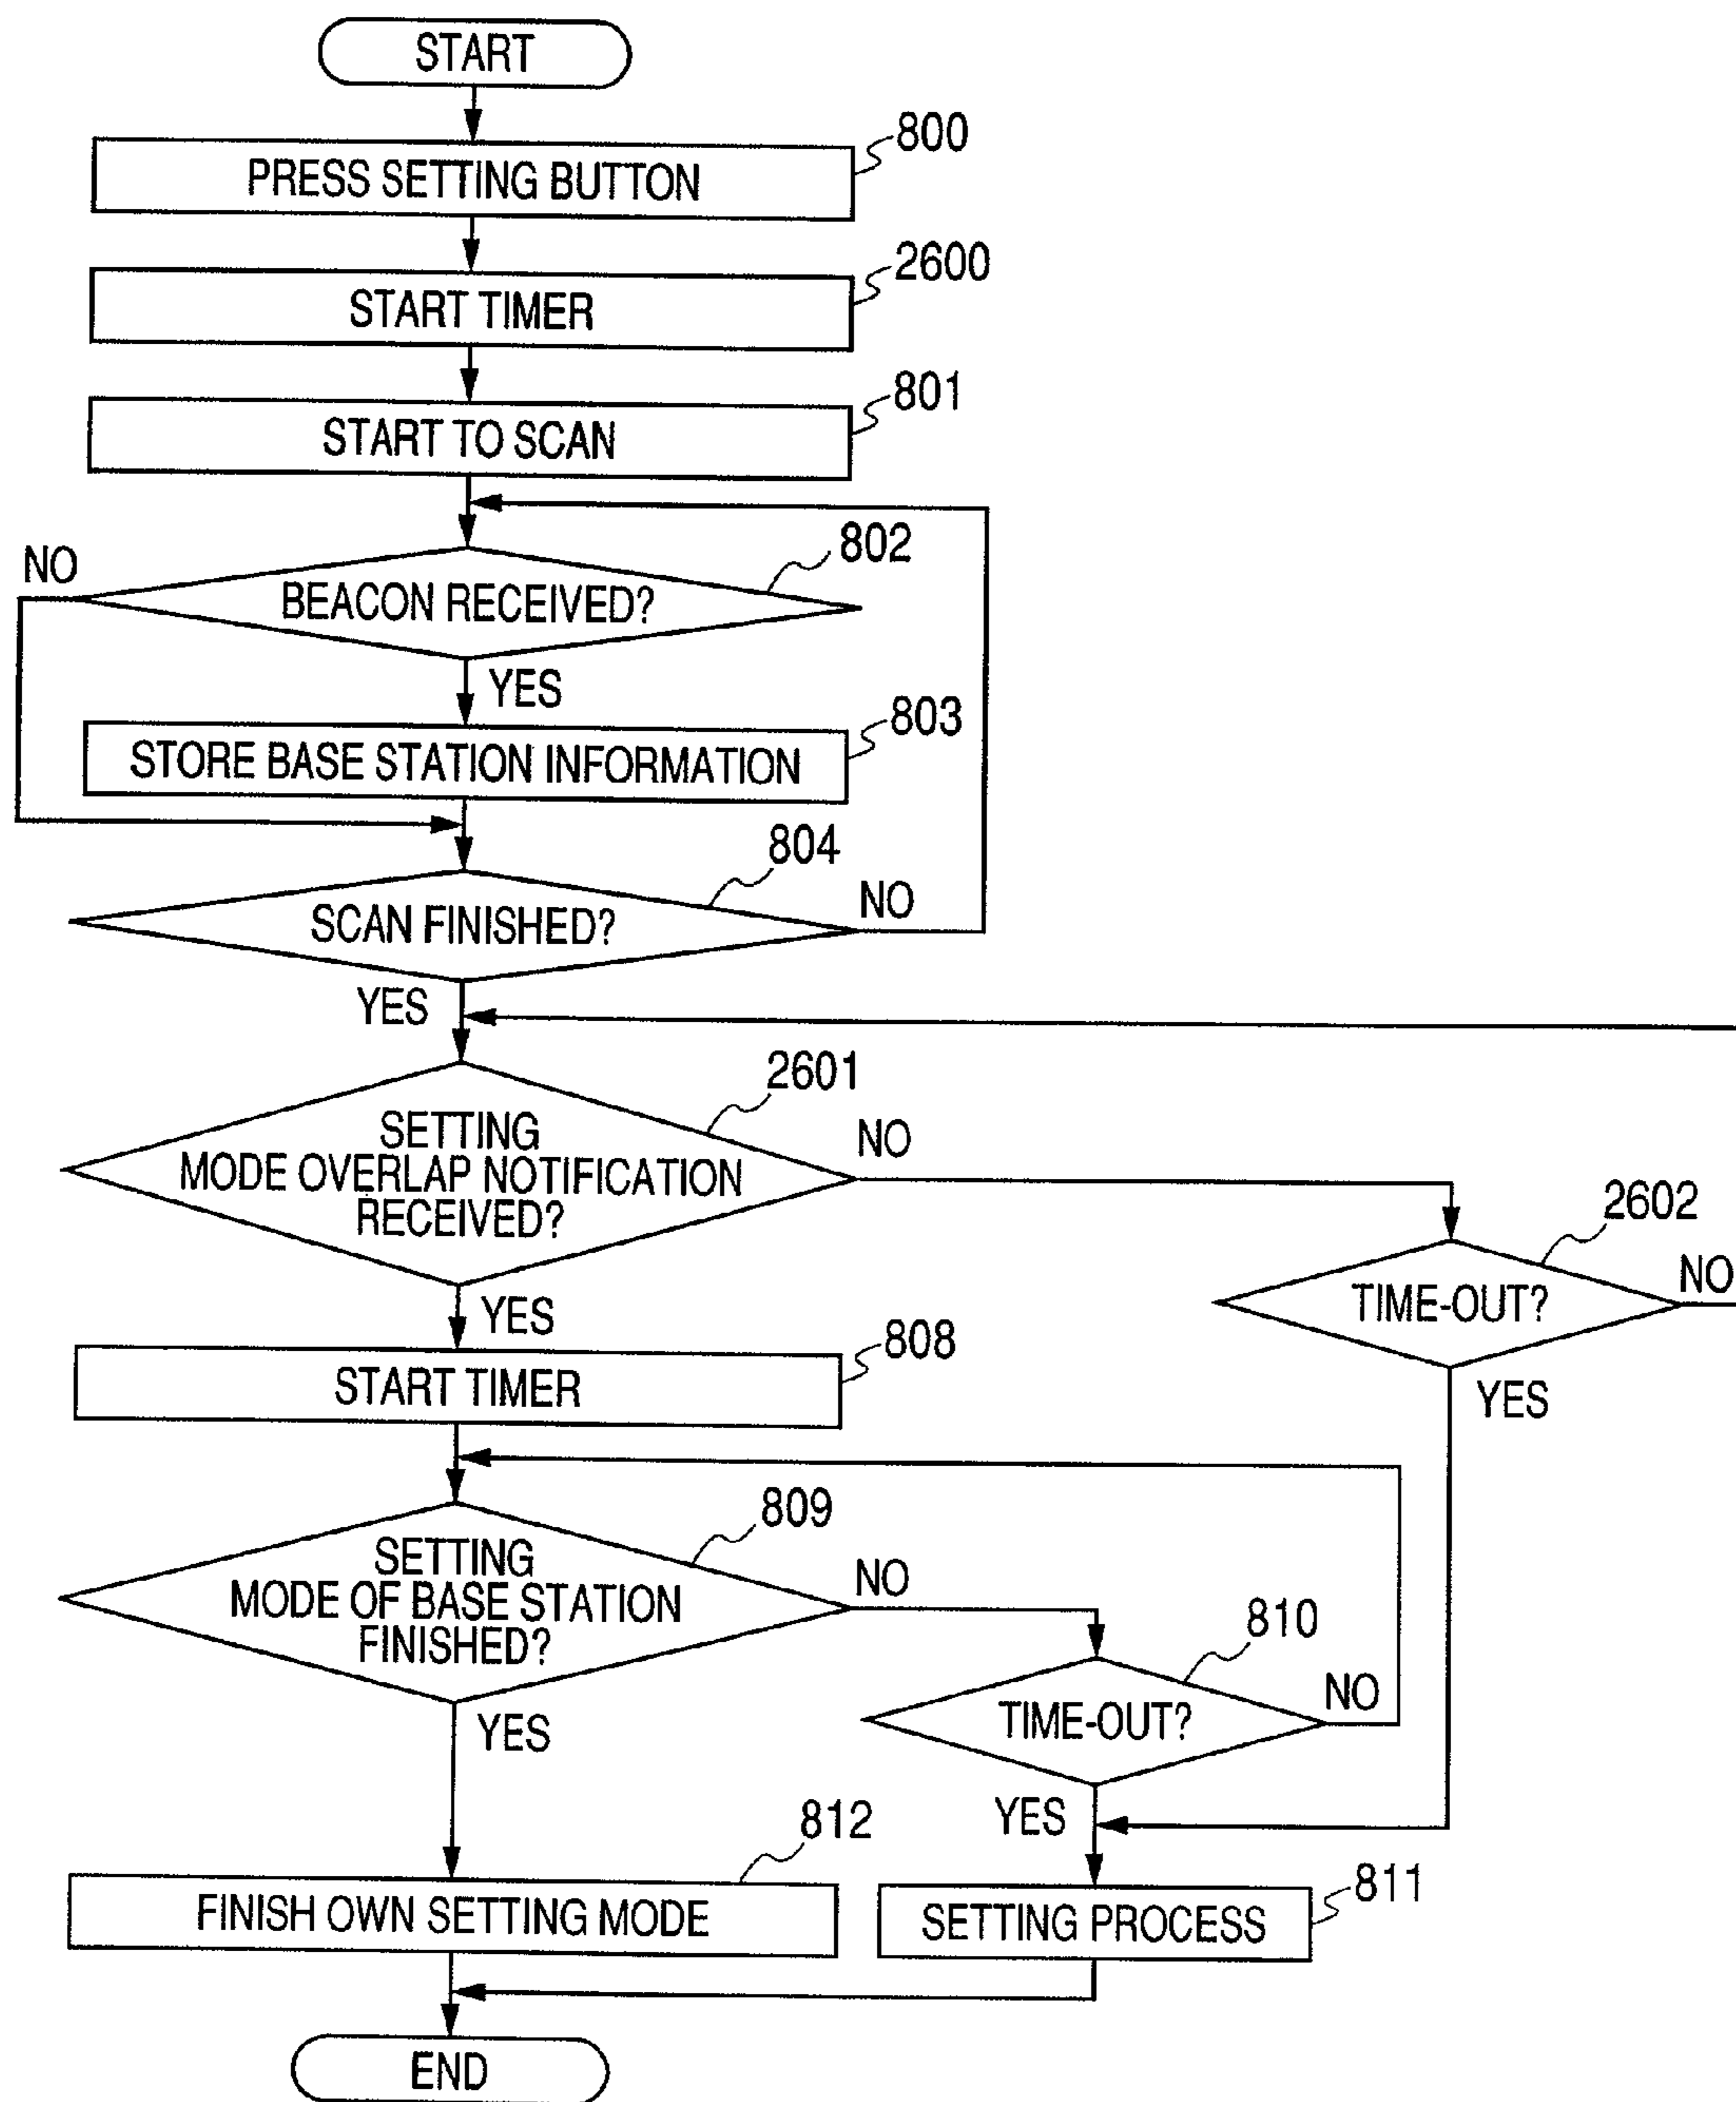 START
800
PRESS SETTING BUTTON
2600
START TIMER
801
START TO SCAN
802
NO
BEACON RECEIVED?
YES
803
STORE BASE STATION INFORMATION
804
NO
SCAN FINISHED?
YES
2601
SETTING
MODE OVERLAP NOTIFICATION
RECEIVED?
NO
2602
TIME-OUT?
NO
YES
YES
808
START TIMER
809
SETTING
MODE OF BASE STATION
FINISHED?
NO
810
TIME-OUT?
NO
YES
YES
812
FINISH OWN SETTING MODE
811
SETTING PROCESS
END